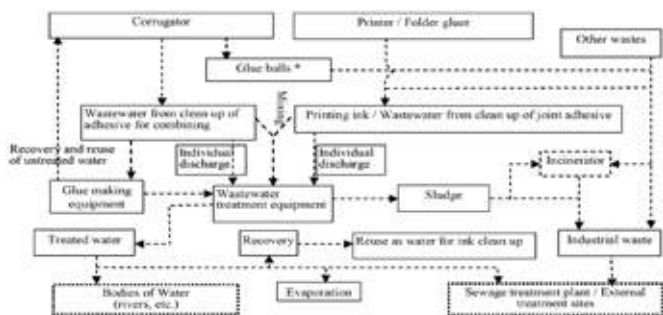 Corrugator
Printer / Folder gluer
Other wastes
Glue balls *
Mixing
Wastewater from clean up of
adhesive for combining
Printing ink / Wastewater from clean up of joint adhesive
Recovery and reuse
of untreated water
Individual
discharge
Individual
discharge
Incinerator
Glue making
equipment
Wastewater
treatment equipment
Sludge
Treated water
Recovery
Reuse as water for ink clean up
Industrial waste
Bodies of Water
(rivers, etc.)
Evaporation
Sewage treatment plant / External
treatment sites